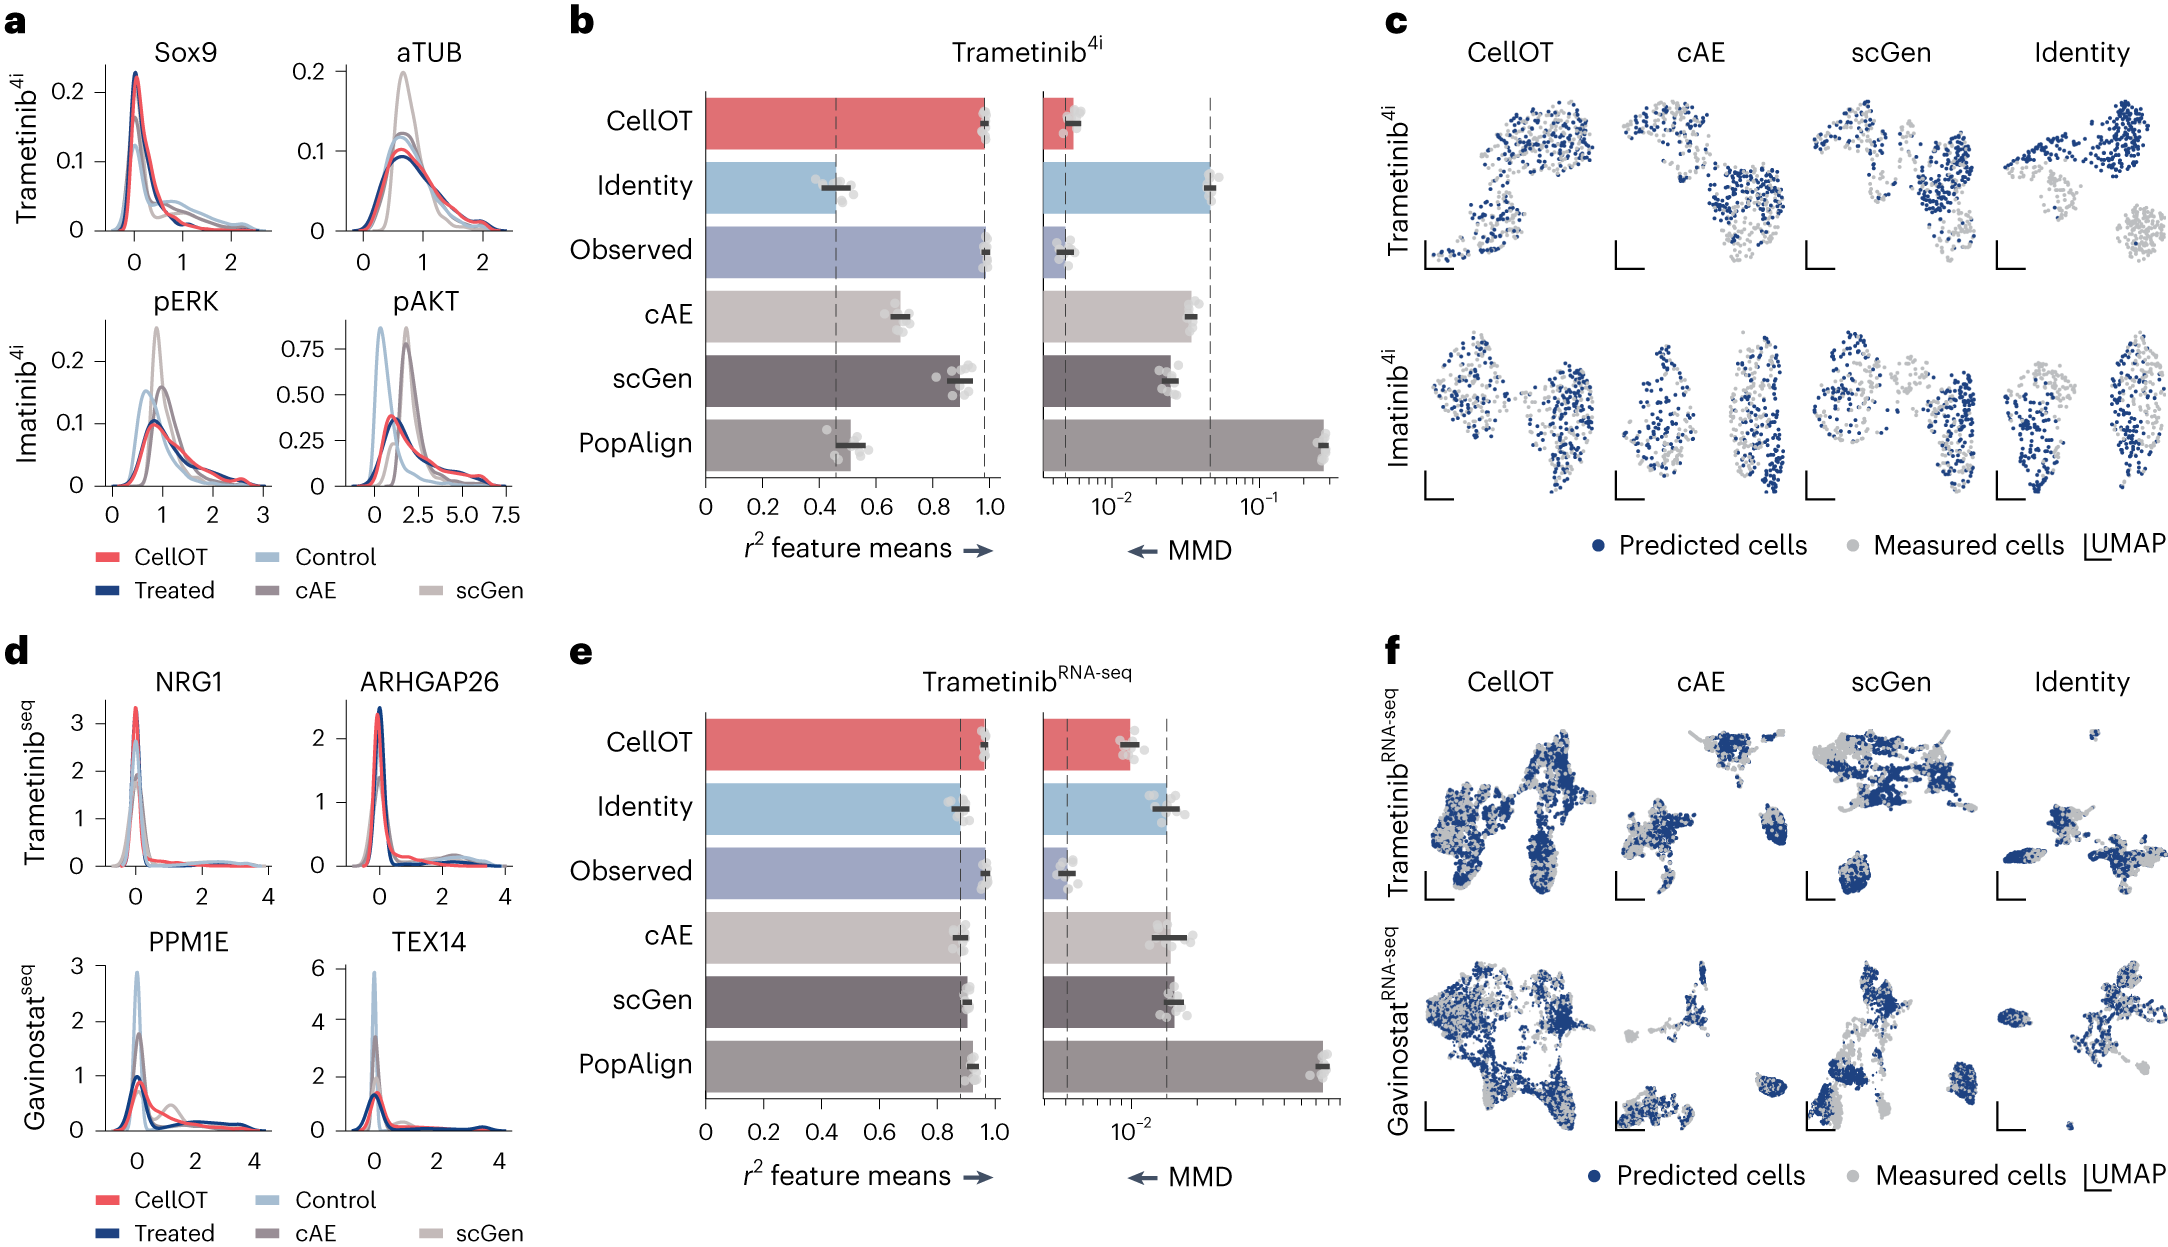 a
Sox9
aTUB
Trametinib4i
0.2
0.1
0
0 1 2
0.2
0.1
0
0 1 2
pERK
pAKT
Imatinib4i
0.2
0.1
0
0 1 2 3
0.75
0.50
0.25
0
0 2.5 5.0 7.5
CellOT
Control
Treated
cAE
scGen
b
Trametinib4i
CellOT
Identity
Observed
cAE
scGen
PopAlign
0 0.2 0.4 0.6 0.8 1.0
10−2 10−1
r2 feature means →
← MMD
c
CellOT cAE scGen Identity
Trametinib4i
Imatinib4i
Predicted cells Measured cells UMAP
d
NRG1
ARHGAP26
Trametinibseq
3
2
1
0
0 2 4
2
1
0
0 2 4
PPM1E
TEX14
Gavinostatseq
3
2
1
0
0 2 4
6
4
2
0
0 2 4
CellOT
Control
Treated
cAE
scGen
e
TrametinibRNA-seq
CellOT
Identity
Observed
cAE
scGen
PopAlign
0 0.2 0.4 0.6 0.8 1.0
10−2
r2 feature means →
← MMD
f
CellOT cAE scGen Identity
TrametinibRNA-seq
GavinostatRNA-seq
Predicted cells Measured cells UMAP